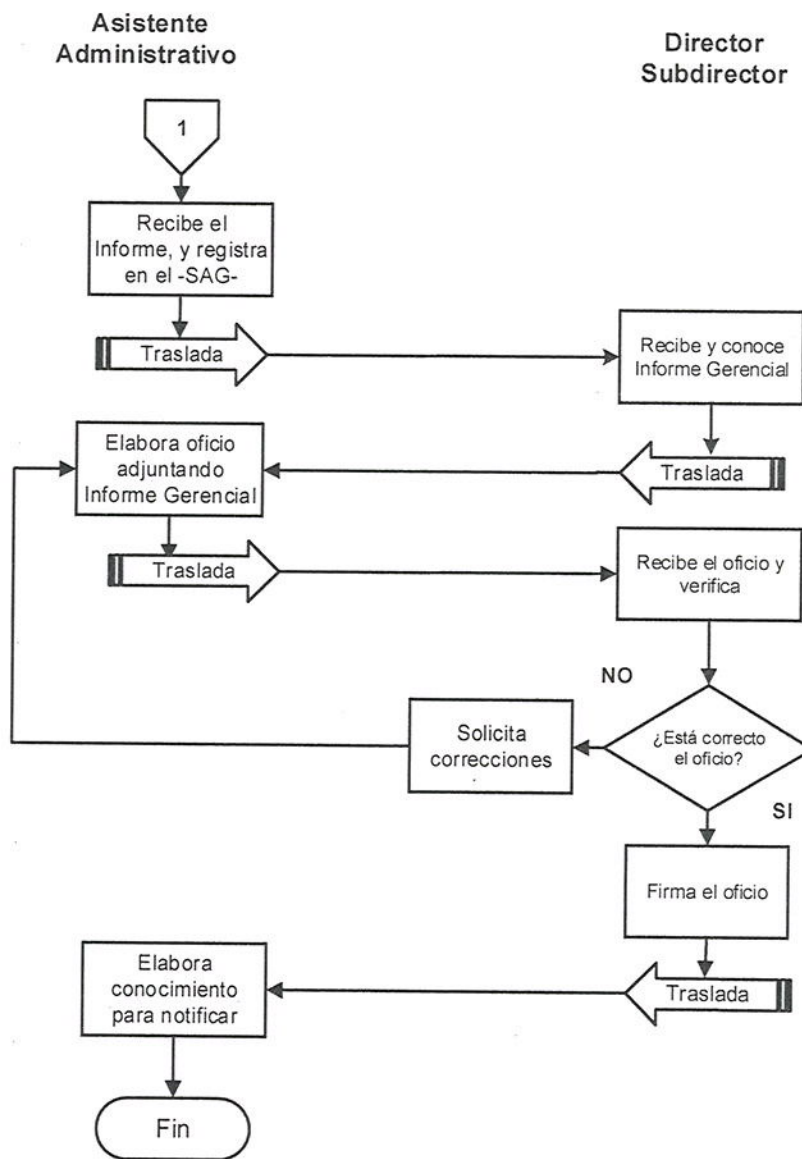 Asistente
Administrativo
Director
Subdirector
1
Recibe el
Informe, y registra
en el -SAG-
Traslada
Recibe y conoce
Informe Gerencial
Traslada
Elabora oficio
adjuntando
Informe Gerencial
Traslada
Recibe el oficio y
verifica
NO
¿Está correcto
el oficio?
Solicita
correcciones
SI
Firma el oficio
Traslada
Elabora
conocimiento
para notificar
Fin